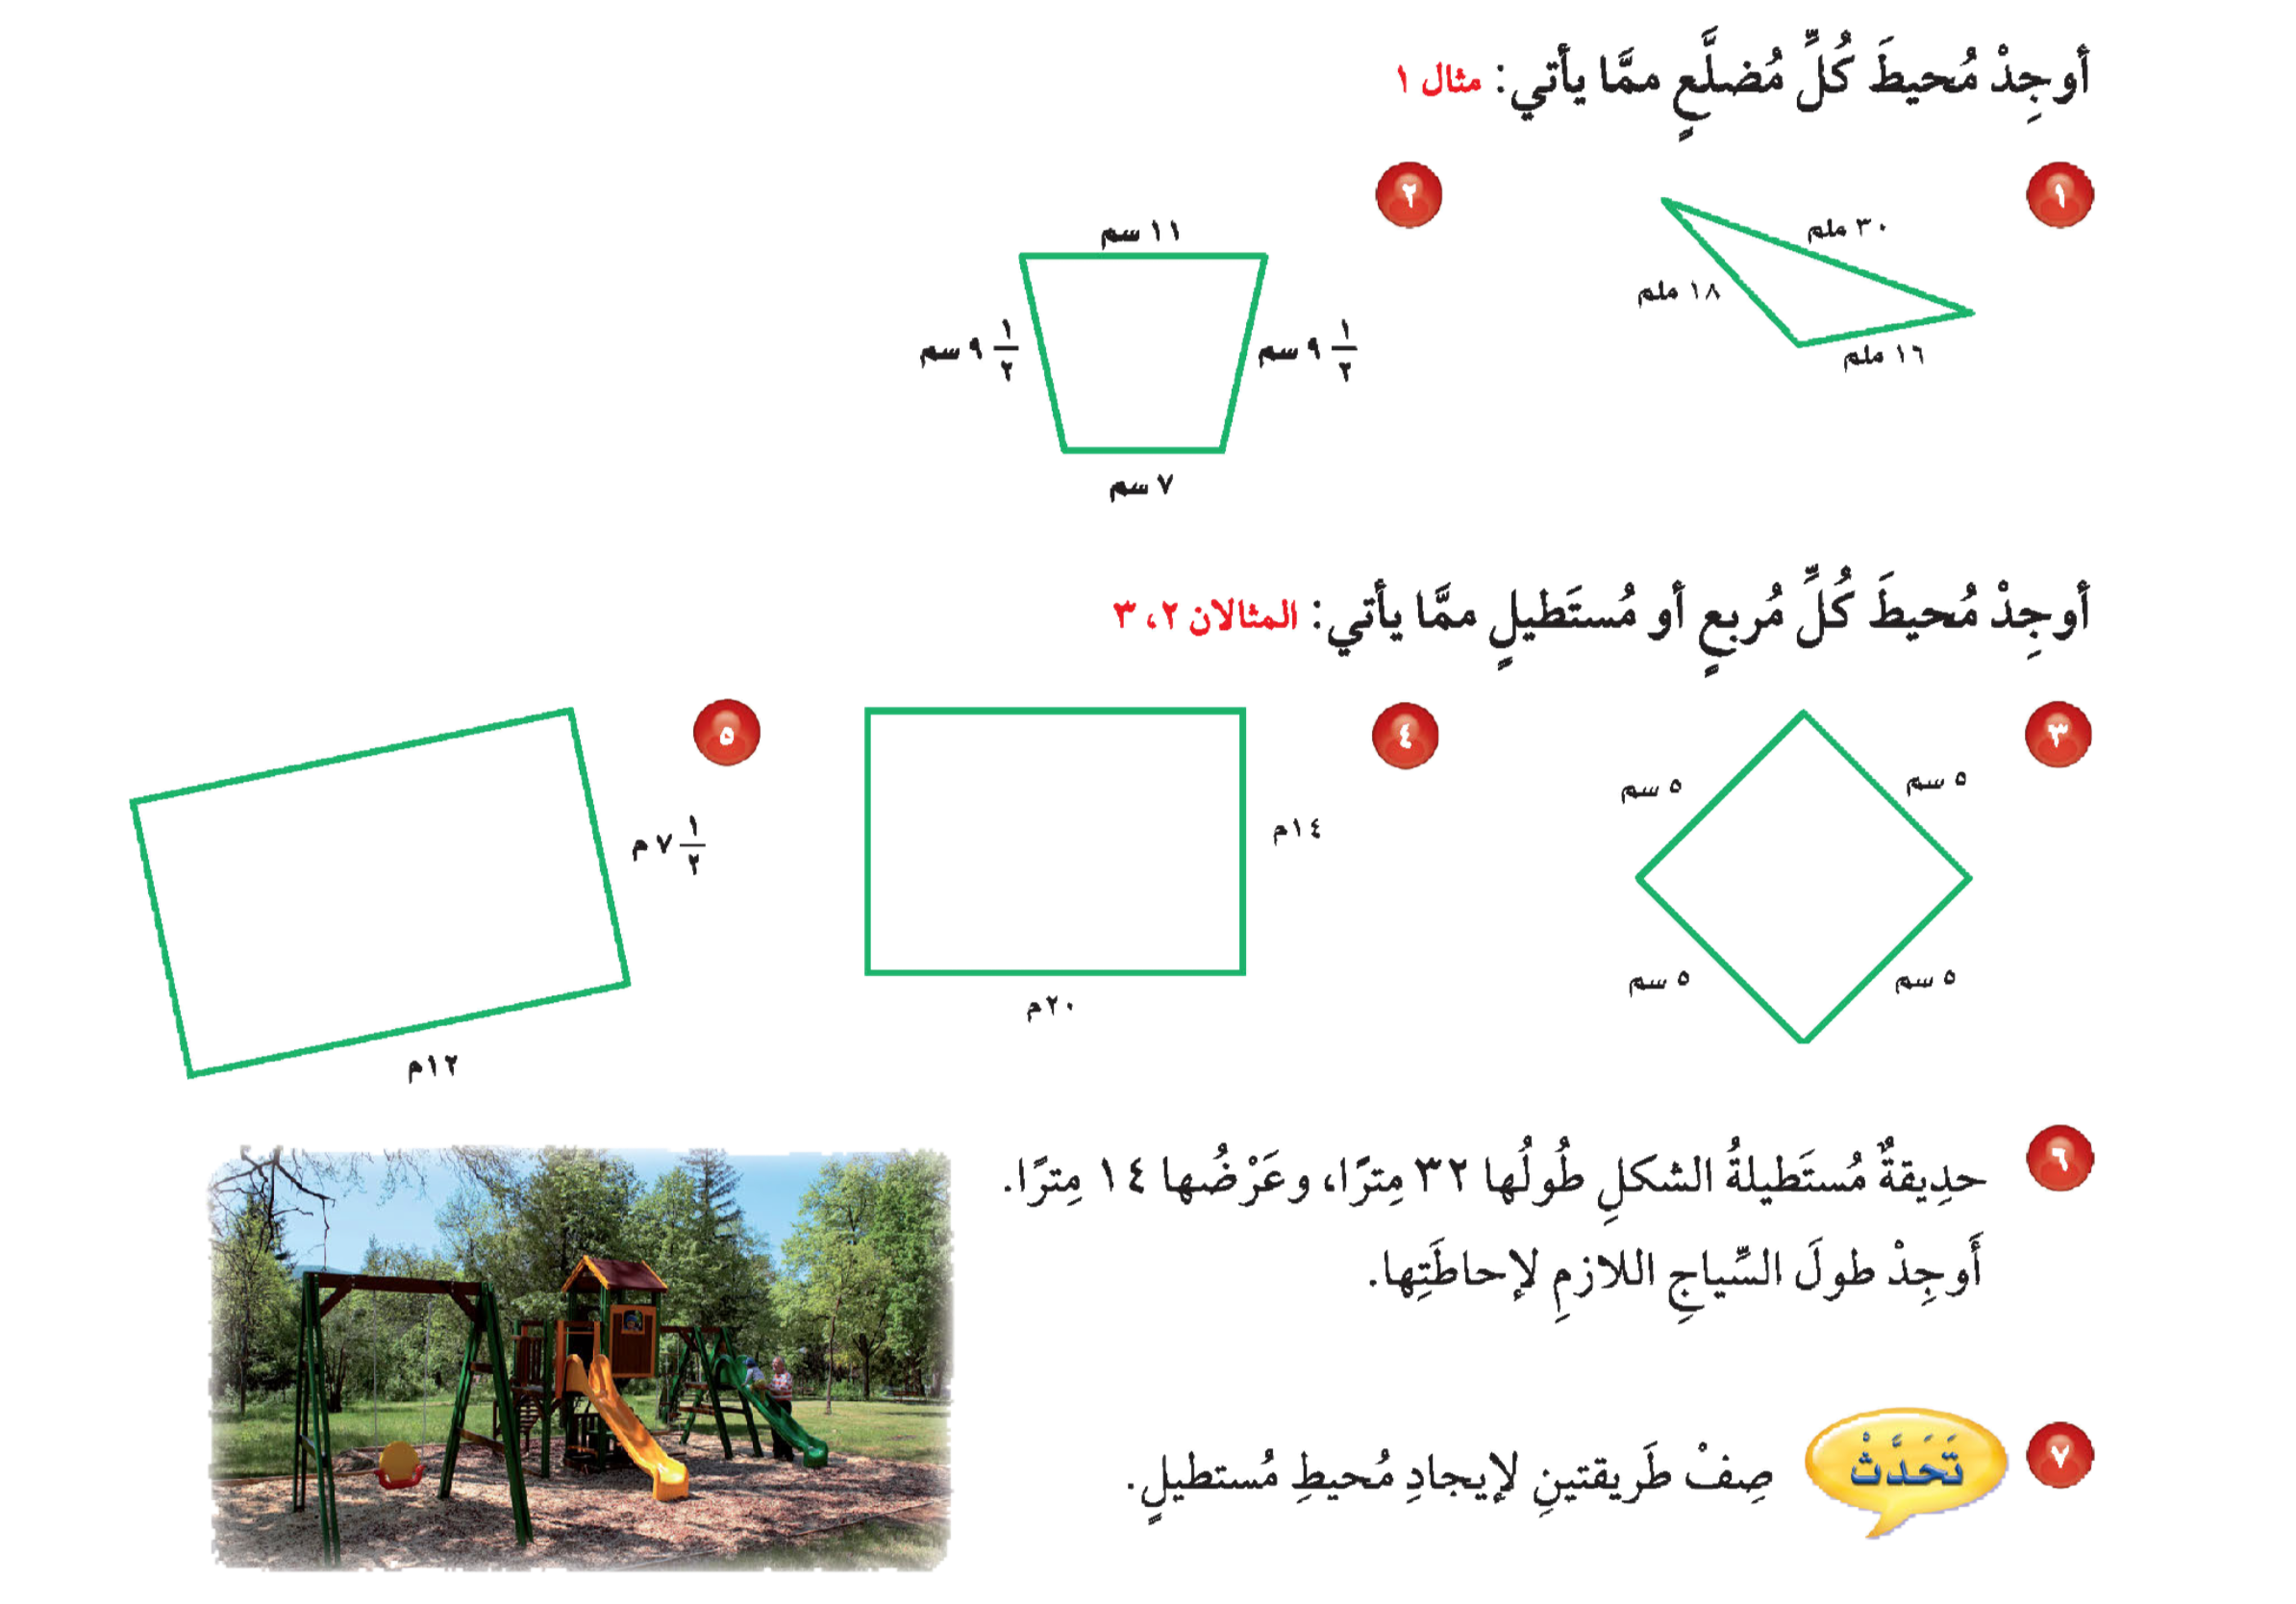 أوجِدْ مُحيطَ كُلِّ مُضلَّعٍ ممَّا يأتي: مثال ١
١
٣٠ ملم
١٨ ملم
١٦ ملم
٢
١١ سم
٩ ١/٢ سم
٩ ١/٢ سم
٧ سم
أوجِدْ مُحيطَ كُلِّ مُربعٍ أو مُستَطيلٍ ممَّا يأتي: المثالان ٢، ٣
٣
٥ سم
٥ سم
٥ سم
٥ سم
٤
١٤م
٢٠م
٥
٧ ١/٢ م
١٢م
٦ حدِيقةٌ مُستَطيلةُ الشكلِ طُولُها ٣٢ مِترًا، وعَرْضُها ١٤ مِترًا.
أَوجِدْ طولَ السِّياجِ اللازمِ لإحاطَتِها.
٧ تَحَدَّثْ صِفْ طَريقتينِ لإيجادِ مُحيطِ مُستطيلٍ.